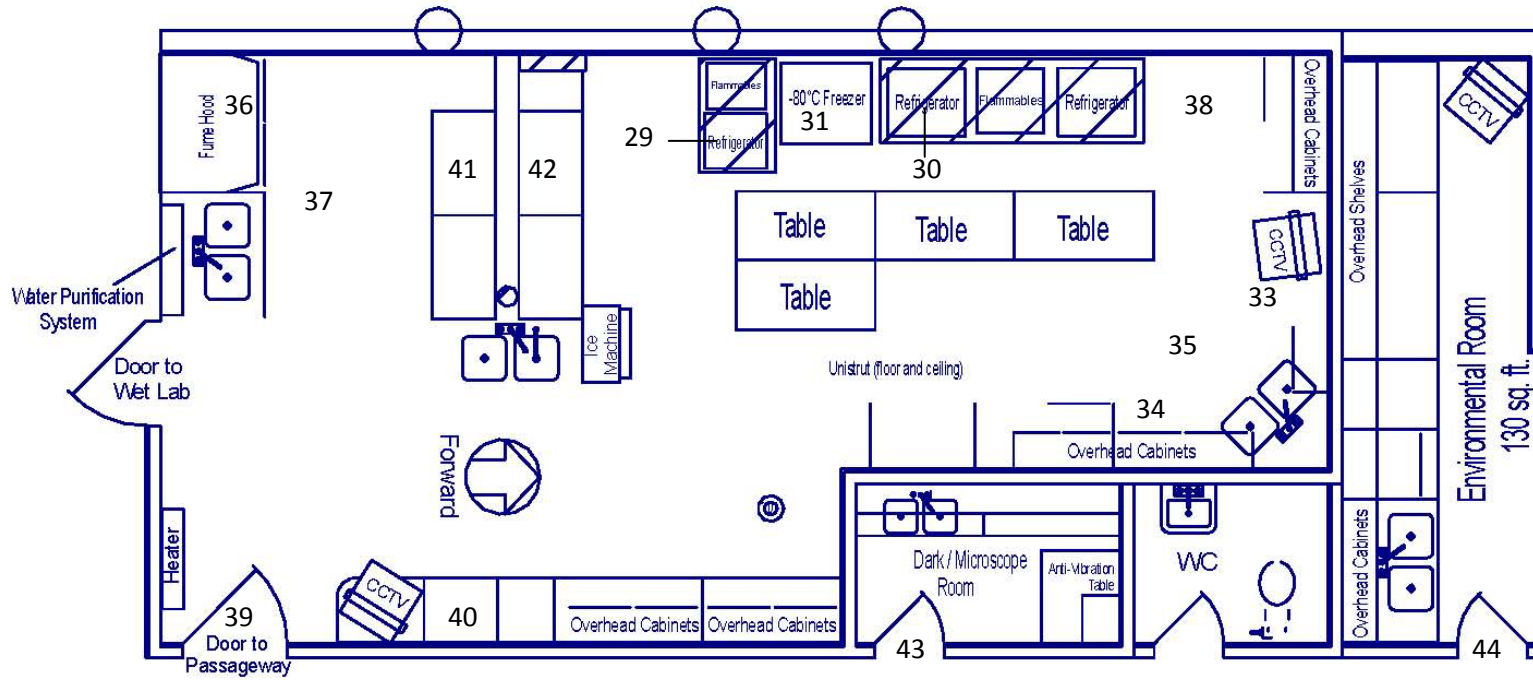 36
Fume Hood
37
41
42
29
Flammables
Refrigerator
-80°C Freezer
31
Refrigerator
Flammables
Refrigerator
30
38
Overhead Cabinets
CCTV
Overhead Shelves
Table
Table
Table
Table
CCTV
33
Water Purification
System
Door to
Wet Lab
Ice
Machine
35
Unistrut (floor and ceiling)
34
Overhead Cabinets
Environmental Room
130 sq. ft.
Forward
Heater
39
Door to
Passageway
CCTV
40
Overhead Cabinets
Overhead Cabinets
Dark / Microscope
Room
Anti-Vibration
Table
43
WC
Overhead Cabinets
44